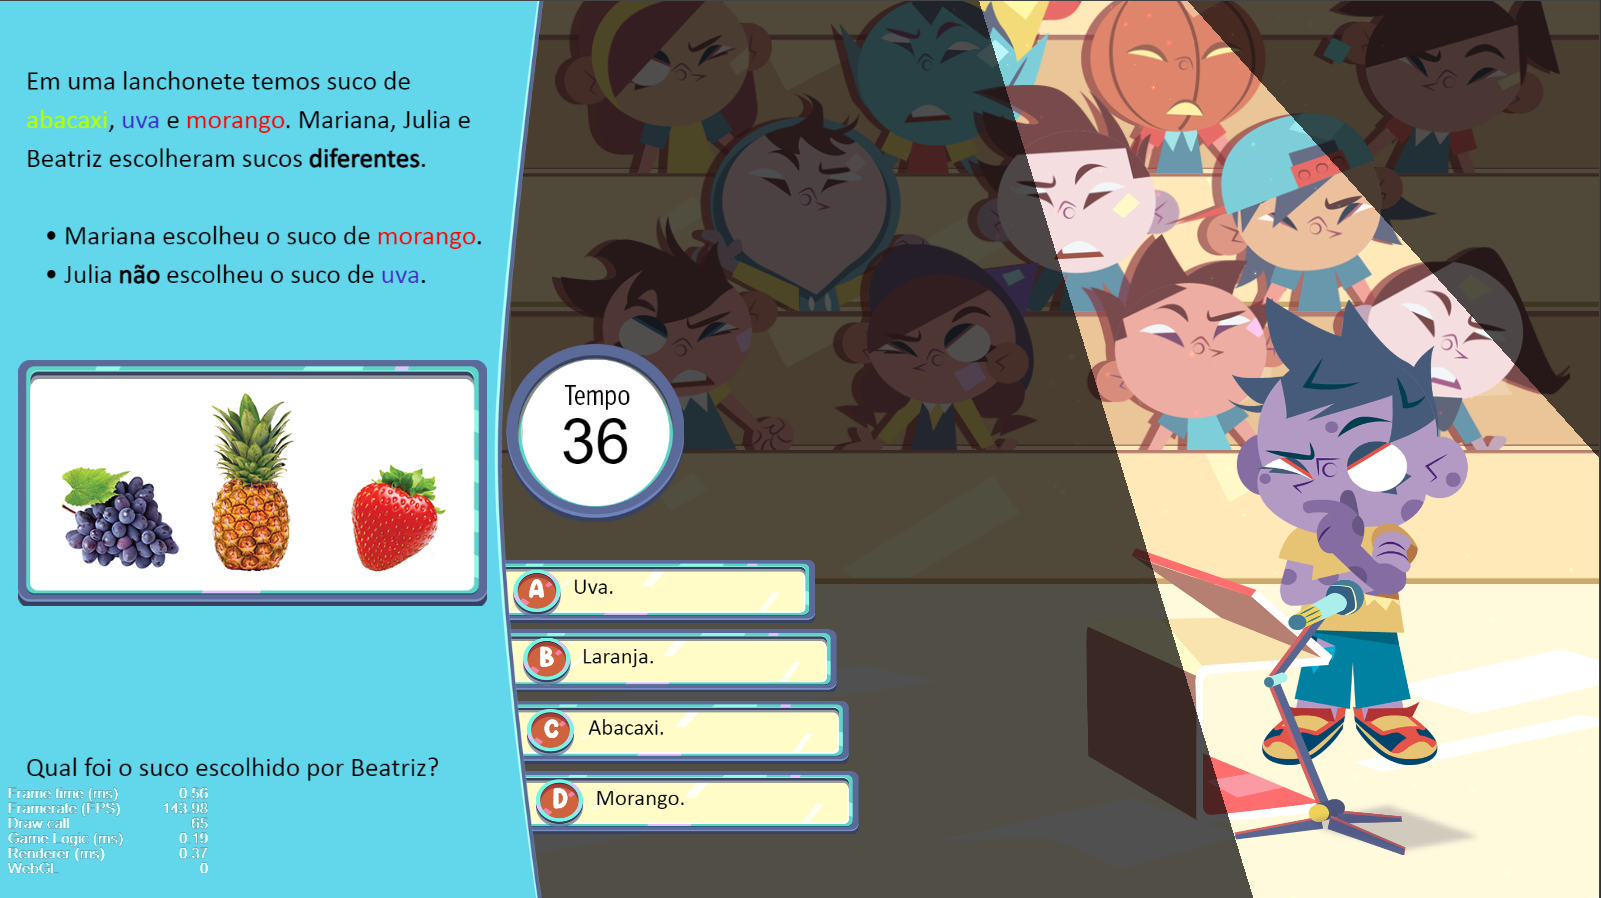 Em uma lanchonete temos suco de
abacaxi, uva e morango. Mariana, Julia e
Beatriz escolheram sucos diferentes.
• Mariana escolheu o suco de morango.
• Julia não escolheu o suco de uva.
Tempo
36
A Uva.
B Laranja.
C Abacaxi.
D Morango.
Qual foi o suco escolhido por Beatriz?
Frame time (ms) 0.56
Framerate (FPS) 143.98
Draw call 65
Game Logic (ms) 0.19
Renderer (ms) 0.37
WebGL 0